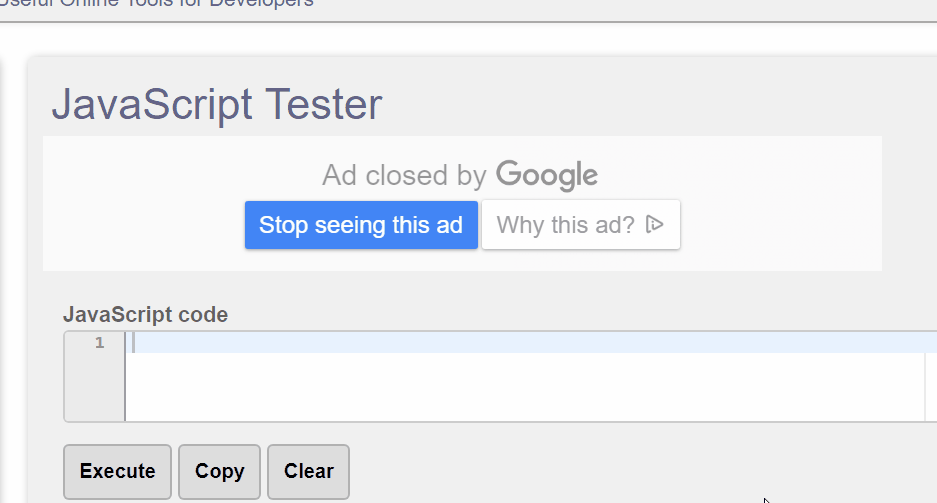 Useful Online Tools for Developers
JavaScript Tester
Ad closed by Google
Stop seeing this ad
Why this ad?
JavaScript code
1
Execute
Copy
Clear